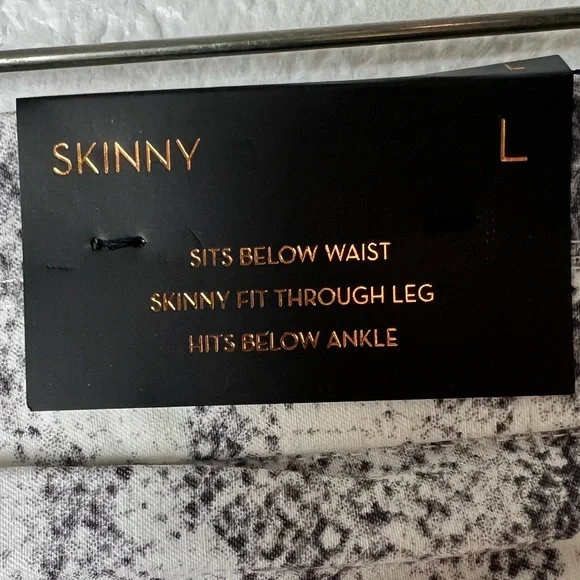 SKINNY L
SITS BELOW WAIST
SKINNY FIT THROUGH LEG
HITS BELOW ANKLE